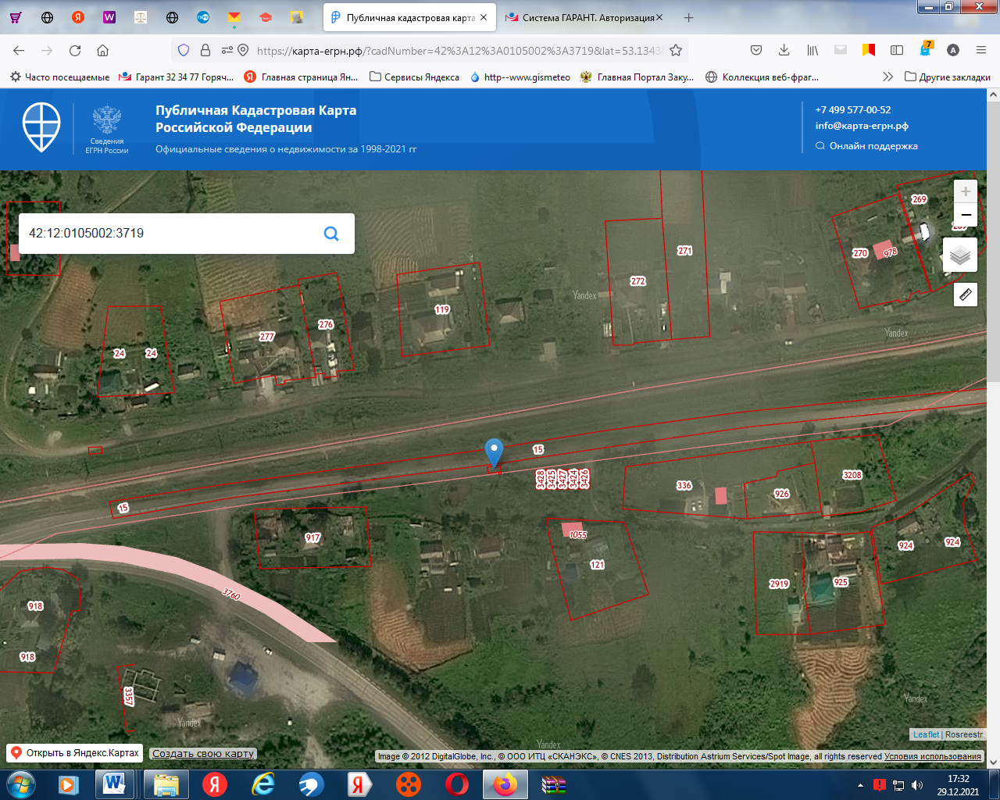 Публичная кадастровая карта
Система ГАРАНТ. Авторизация
https://карта-егрн.рф/?cadNumber=42%3A12%3A0105002%3A3719&lat=53.1343
7
Часто посещаемые
Гарант 32 34 77 Горяч...
Главная страница Ян...
Сервисы Яндекса
http--www.gismeteo
Главная Портал Заку...
Коллекция веб-фраг...
Другие закладки
Сведения
ЕГРН России
Публичная Кадастровая Карта
Российской Федерации
Официальные сведения о недвижимости за 1998-2021 гг
+7 499 577-00-52
info@карта-егрн.рф
Онлайн поддержка
42:12:0105002:3719
269
271
270
978
272
Yandex
119
276
277
24
24
Yandex
15
3428
3425
3427
3424
3426
336
926
3208
15
917
1055
121
924
924
2919
925
3760
918
918
3357
Yandex
Yandex
Yandex
Leaflet | Rosreestr
Открыть в Яндекс.Картах
Создать свою карту
Image © 2012 DigitalGlobe, Inc., © ООО ИТЦ «СКАНЭКС», © CNES 2013, Distribution Astrium Services/Spot Image, all rights reserved Условия использования
17:32
29.12.2021